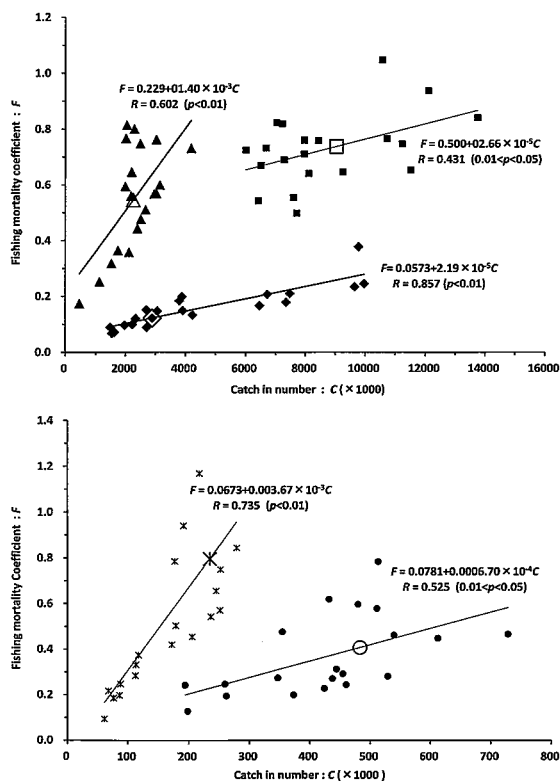 1.2
1.0
0.8
0.6
0.4
0.2
0.0
Fishing mortality coefficient : F
F = 0.229+01.40 × 10-3C
R = 0.602 (p<0.01)
F = 0.500+02.66 × 10-5C
R = 0.431 (0.01<p<0.05)
F = 0.0573+2.19 × 10-5C
R = 0.857 (p<0.01)
0 2000 4000 6000 8000 10000 12000 14000 16000
Catch in number : C ( × 1000)
1.4
1.2
1.0
0.8
0.6
0.4
0.2
0.0
Fishing mortality Coefficient : F
F = 0.0673+0.003.67 × 10-3C
R = 0.735 (p<0.01)
F = 0.0781+0.0006.70 × 10-4C
R = 0.525 (0.01<p<0.05)
0 100 200 300 400 500 600 700 800
Catch in number : C ( × 1000)